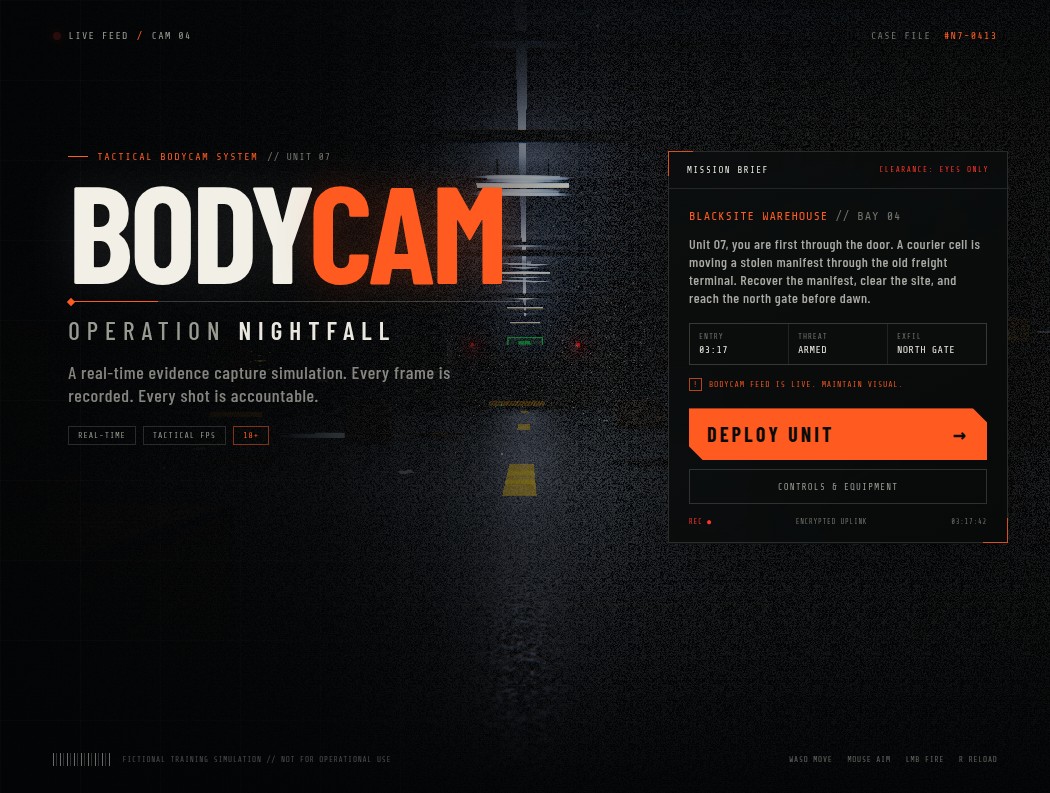 LIVE FEED / CAM 04
CASE FILE #N7-0413
TACTICAL BODYCAM SYSTEM // UNIT 07
BODYCAM
OPERATION NIGHTFALL
A real-time evidence capture simulation. Every frame is
recorded. Every shot is accountable.
REAL-TIME
TACTICAL FPS
18+
MISSION BRIEF
CLEARANCE: EYES ONLY
BLACKSITE WAREHOUSE // BAY 04
Unit 07, you are first through the door. A courier cell is
moving a stolen manifest through the old freight
terminal. Recover the manifest, clear the site, and
reach the north gate before dawn.
ENTRY
03:17
THREAT
ARMED
EXFIL
NORTH GATE
! BODYCAM FEED IS LIVE. MAINTAIN VISUAL.
DEPLOY UNIT →
CONTROLS & EQUIPMENT
REC ●
ENCRYPTED UPLINK
03:17:42
FICTIONAL TRAINING SIMULATION // NOT FOR OPERATIONAL USE
WASD MOVE MOUSE AIM LMB FIRE R RELOAD